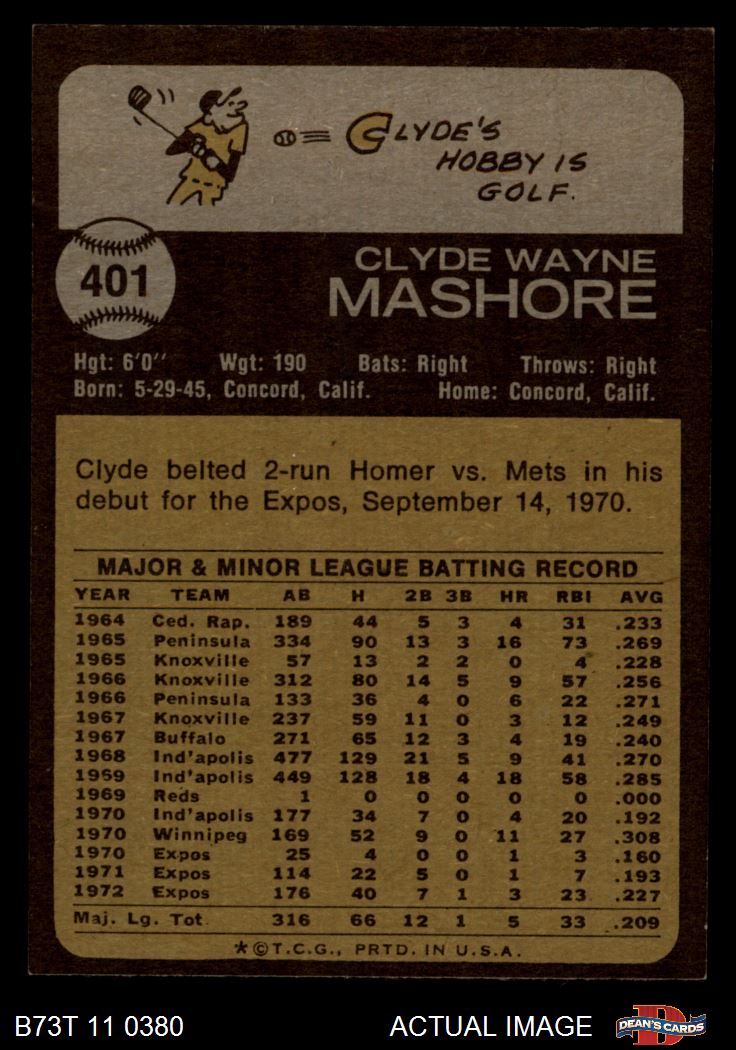 CLYDE'S
HOBBY IS
GOLF.
401
CLYDE WAYNE
MASHORE
Hgt: 6'0" Wgt: 190 Bats: Right Throws: Right
Born: 5-29-45, Concord, Calif. Home: Concord, Calif.
Clyde belted 2-run Homer vs. Mets in his
debut for the Expos, September 14, 1970.
MAJOR & MINOR LEAGUE BATTING RECORD
YEAR TEAM AB H 2B 3B HR RBI AVG
1964 Ced. Rap. 189 44 5 3 4 31 .233
1965 Peninsula 334 90 13 3 16 73 .269
1965 Knoxville 57 13 2 2 0 4 .228
1966 Knoxville 312 80 14 5 9 57 .256
1966 Peninsula 133 36 4 0 6 22 .271
1967 Knoxville 237 59 11 0 3 12 .249
1967 Buffalo 271 65 12 3 4 19 .240
1968 Ind'apolis 477 129 21 5 9 41 .270
1969 Ind'apolis 449 128 18 4 18 58 .285
1969 Reds 1 0 0 0 0 0 .000
1970 Ind'apolis 177 34 7 0 4 20 .192
1970 Winnipeg 169 52 9 0 11 27 .308
1970 Expos 25 4 0 0 1 3 .160
1971 Expos 114 22 5 0 1 7 .193
1972 Expos 176 40 7 1 3 23 .227
Maj. Lg. Tot. 316 66 12 1 5 33 .209
*©T.C.G., PRTD. IN U.S.A.
B73T 11 0380 ACTUAL IMAGE D DEAN'S CARDS